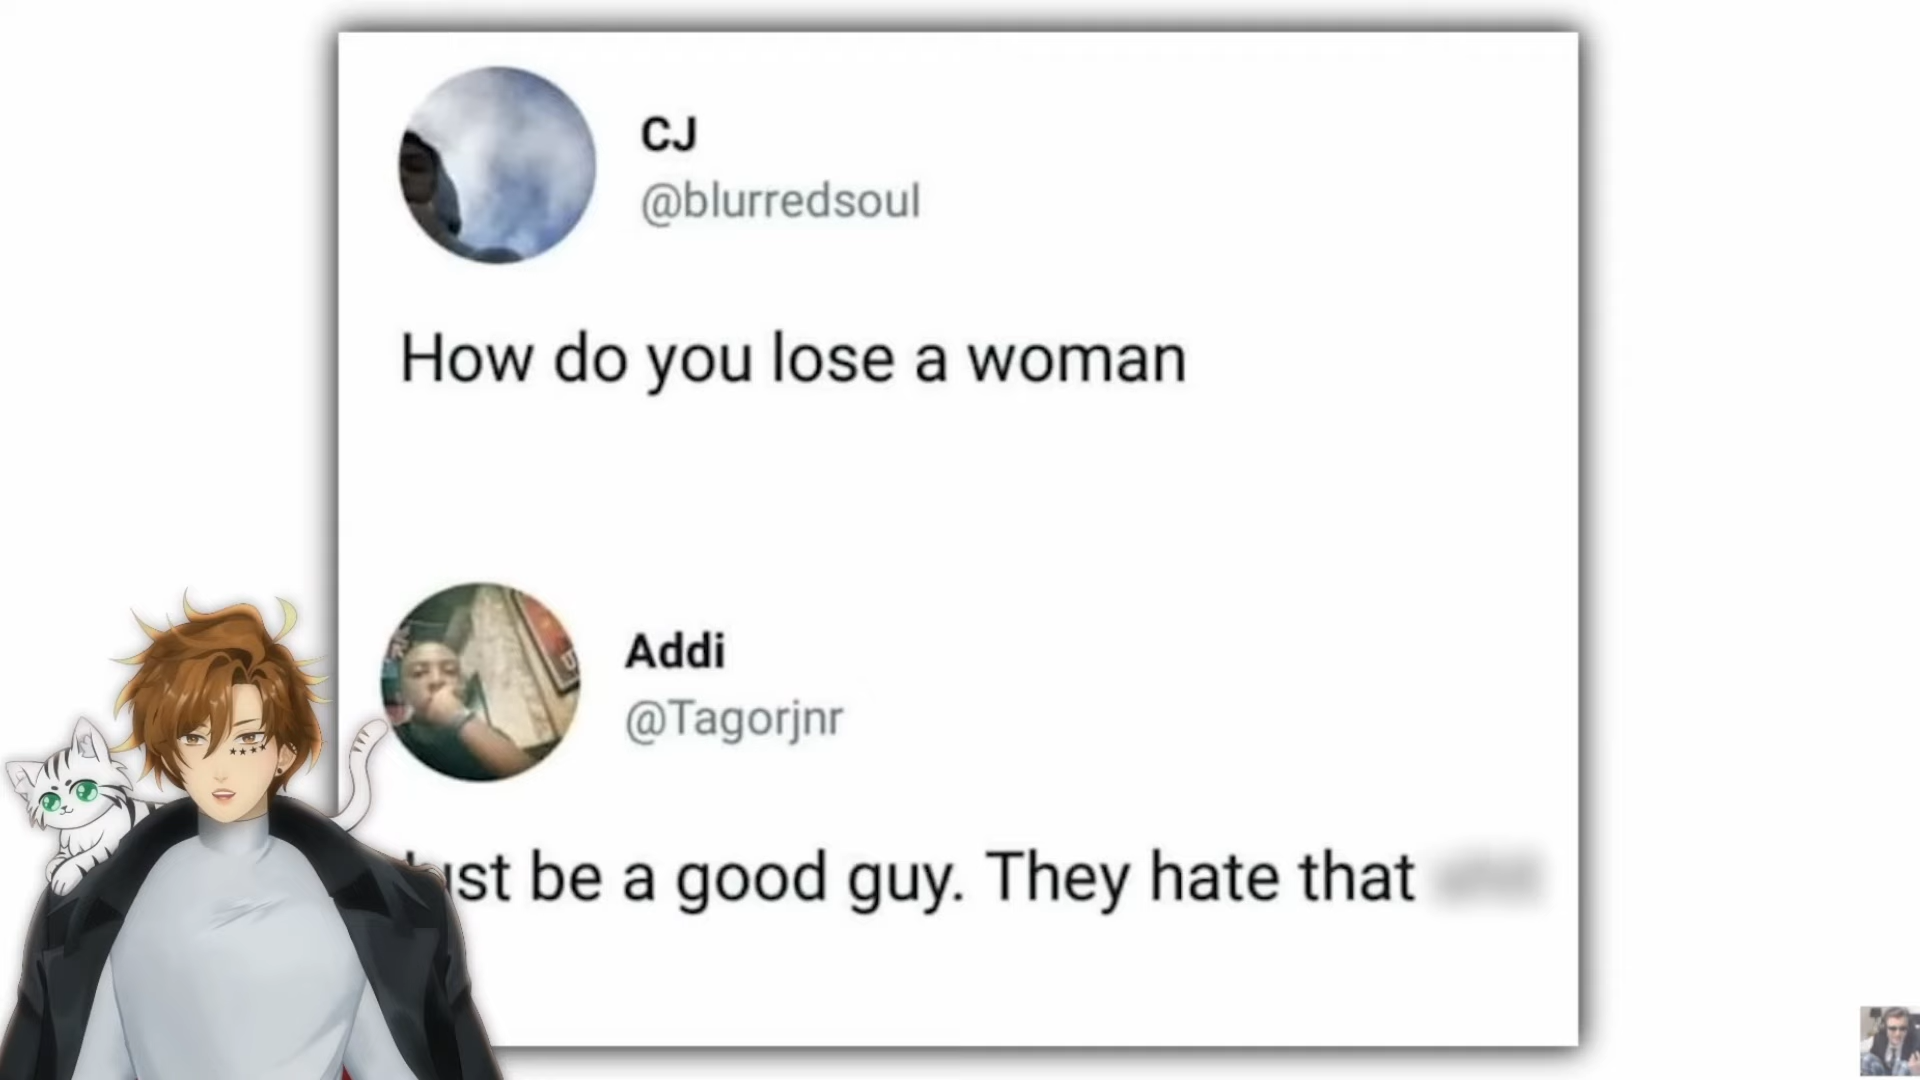 CJ
@blurredsoul
How do you lose a woman
Addi
@Tagorjnr
ust be a good guy. They hate that